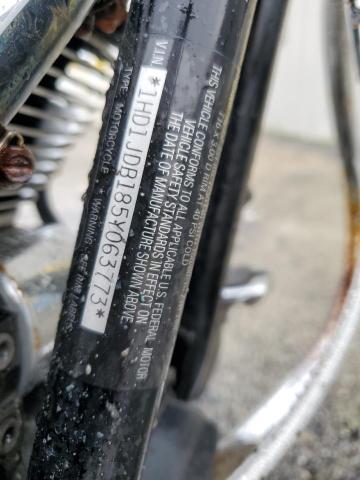 VIN *1HD1JDB185Y063773*
TYPE: MOTORCYCLE WARNING:
THIS VEHICLE CONFORMS TO ALL APPLICABLE U.S. FEDERAL MOTOR
VEHICLE SAFETY STANDARDS IN EFFECT ON
THE DATE OF MANUFACTURE SHOWN ABOVE.